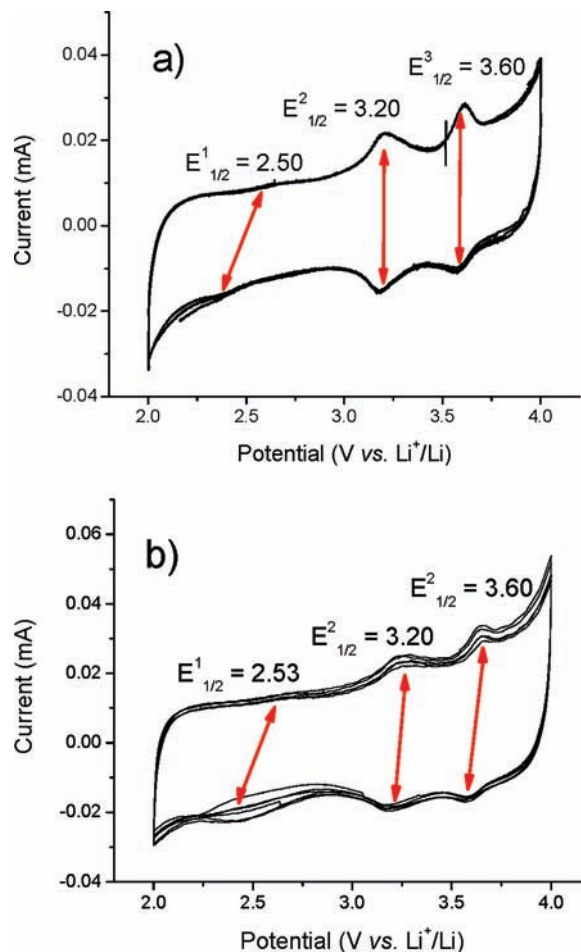 a)
E³₁/₂ = 3.60
E²₁/₂ = 3.20
E¹₁/₂ = 2.50
0.04
0.02
0.00
-0.02
-0.04
Current (mA)
2.0 2.5 3.0 3.5 4.0
Potential (V vs. Li⁺/Li)
b)
E²₁/₂ = 3.60
E²₁/₂ = 3.20
E¹₁/₂ = 2.53
0.06
0.04
0.02
0.00
-0.02
-0.04
Current (mA)
2.0 2.5 3.0 3.5 4.0
Potential (V vs. Li⁺/Li)